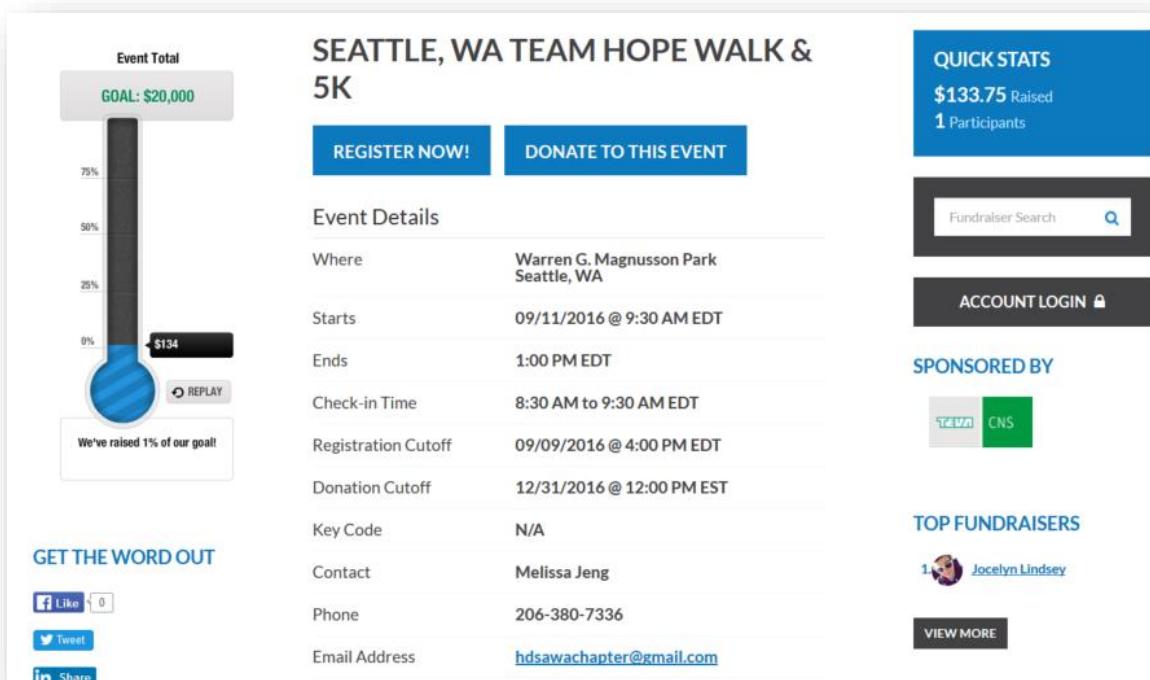 Event Total
GOAL: $20,000
75%
50%
25%
0%
$134
REPLAY
We've raised 1% of our goal!
GET THE WORD OUT
Like 0
Tweet
in Share
SEATTLE, WA TEAM HOPE WALK &
5K
REGISTER NOW! DONATE TO THIS EVENT
Event Details
Where Warren G. Magnusson Park
Seattle, WA
Starts 09/11/2016 @ 9:30 AM EDT
Ends 1:00 PM EDT
Check-in Time 8:30 AM to 9:30 AM EDT
Registration Cutoff 09/09/2016 @ 4:00 PM EDT
Donation Cutoff 12/31/2016 @ 12:00 PM EST
Key Code N/A
Contact Melissa Jeng
Phone 206-380-7336
Email Address hdsawachapter@gmail.com
QUICK STATS
$133.75 Raised
1 Participants
Fundraiser Search
ACCOUNT LOGIN
SPONSORED BY
TEVA CNS
TOP FUNDRAISERS
1. Jocelyn Lindsey
VIEW MORE